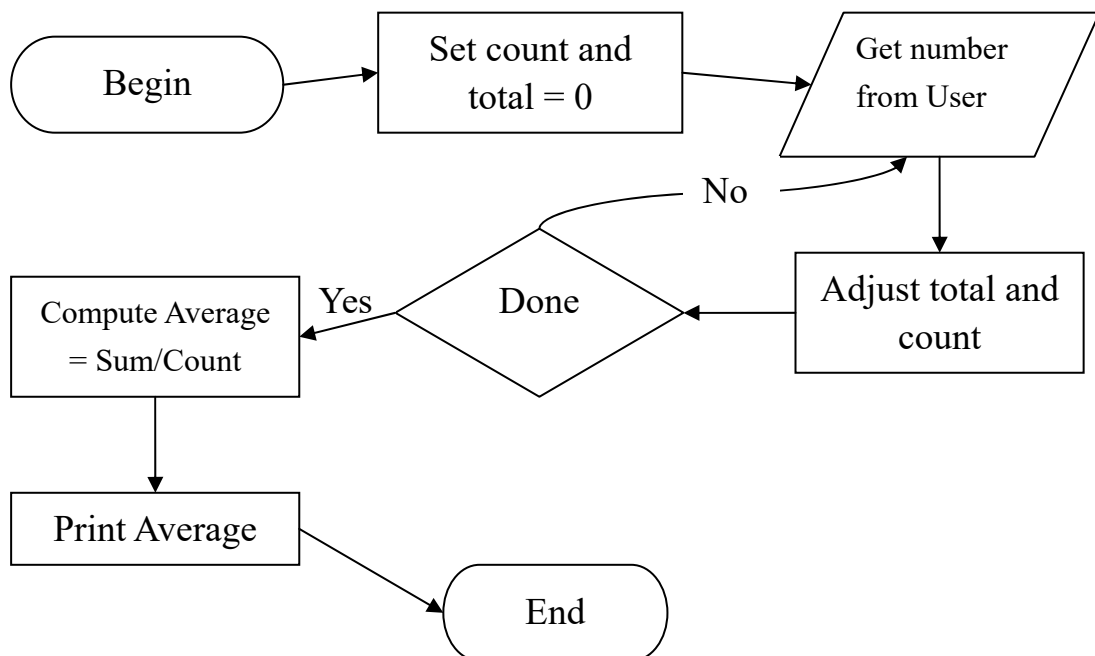 Begin
Set count and
total = 0
Get number
from User
No
Adjust total and
count
Done
Yes
Compute Average
= Sum/Count
Print Average
End